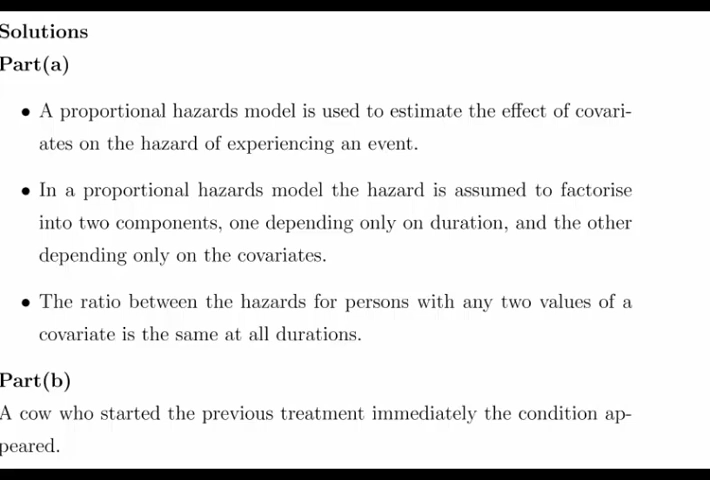 Solutions
Part(a)
• A proportional hazards model is used to estimate the effect of covari-
ates on the hazard of experiencing an event.
• In a proportional hazards model the hazard is assumed to factorise
into two components, one depending only on duration, and the other
depending only on the covariates.
• The ratio between the hazards for persons with any two values of a
covariate is the same at all durations.
Part(b)
A cow who started the previous treatment immediately the condition ap-
peared.